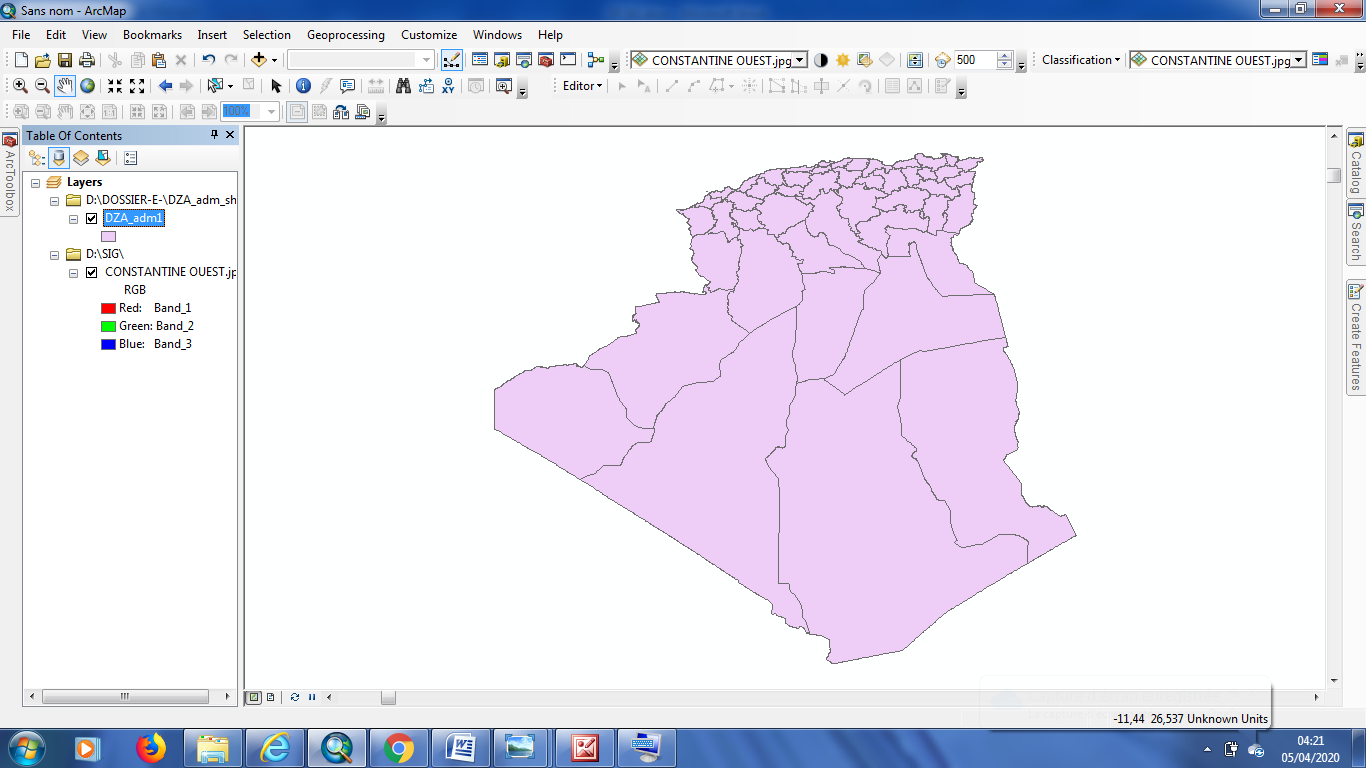 Sans nom - ArcMap
File Edit View Bookmarks Insert Selection Geoprocessing Customize Windows Help
CONSTANTINE OUEST.jpg 500 Classification CONSTANTINE OUEST.jpg
Editor
100%
Table Of Contents
ArcToolbox
Layers
D:\DOSSIER-E-\DZA_adm_sh
DZA_adm1
D:\SIG\
CONSTANTINE OUEST.jp
RGB
Red: Band_1
Green: Band_2
Blue: Band_3
Catalog
Search
Create Features
-11,44 26,537 Unknown Units
04:21
05/04/2020